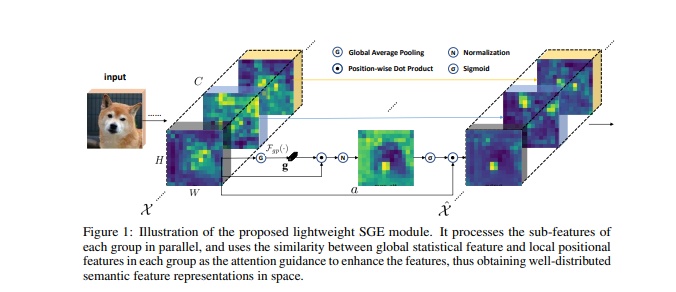 G Global Average Pooling N Normalization
Position-wise Dot Product σ Sigmoid
input
C
......
H
W
G
F_gp(·)
g
N
a
σ
X
X̂
Figure 1: Illustration of the proposed lightweight SGE module. It processes the sub-features of
each group in parallel, and uses the similarity between global statistical feature and local positional
features in each group as the attention guidance to enhance the features, thus obtaining well-distributed
semantic feature representations in space.